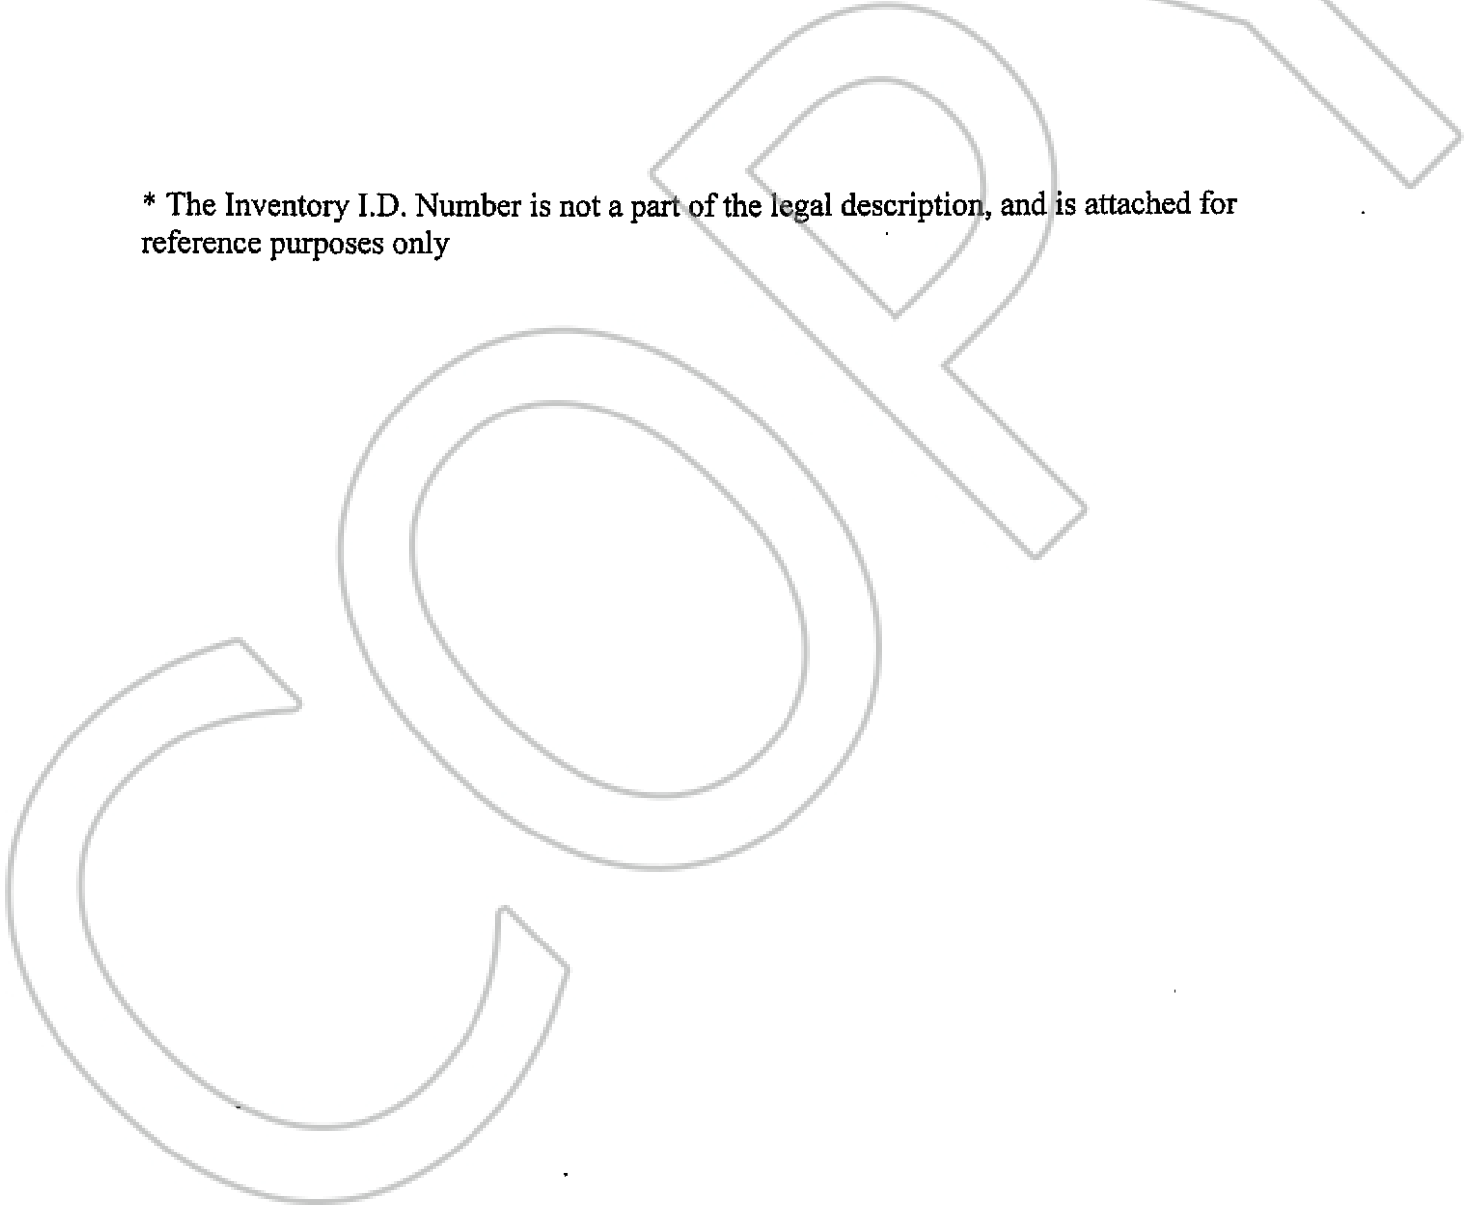 * The Inventory I.D. Number is not a part of the legal description, and is attached for
reference purposes only
COPY